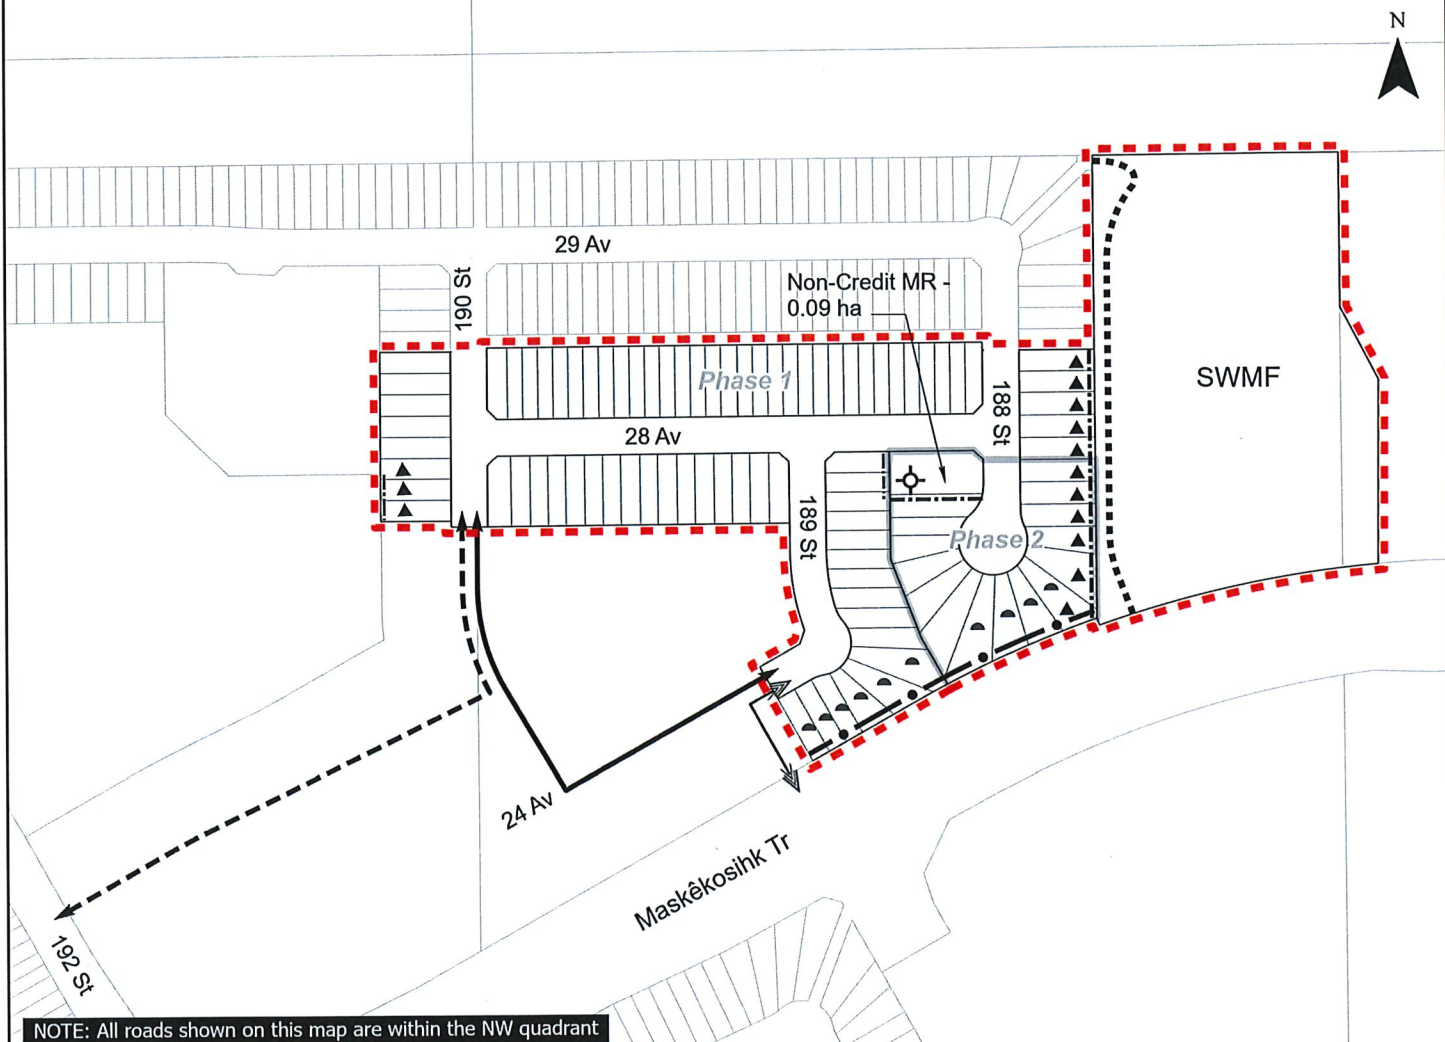 N
29 Av
190 St
Non-Credit MR -
0.09 ha
SWMF
Phase 1
188 St
28 Av
189 St
Phase 2
24 Av
Maskêkosihk Tr
192 St
NOTE: All roads shown on this map are within the NW quadrant